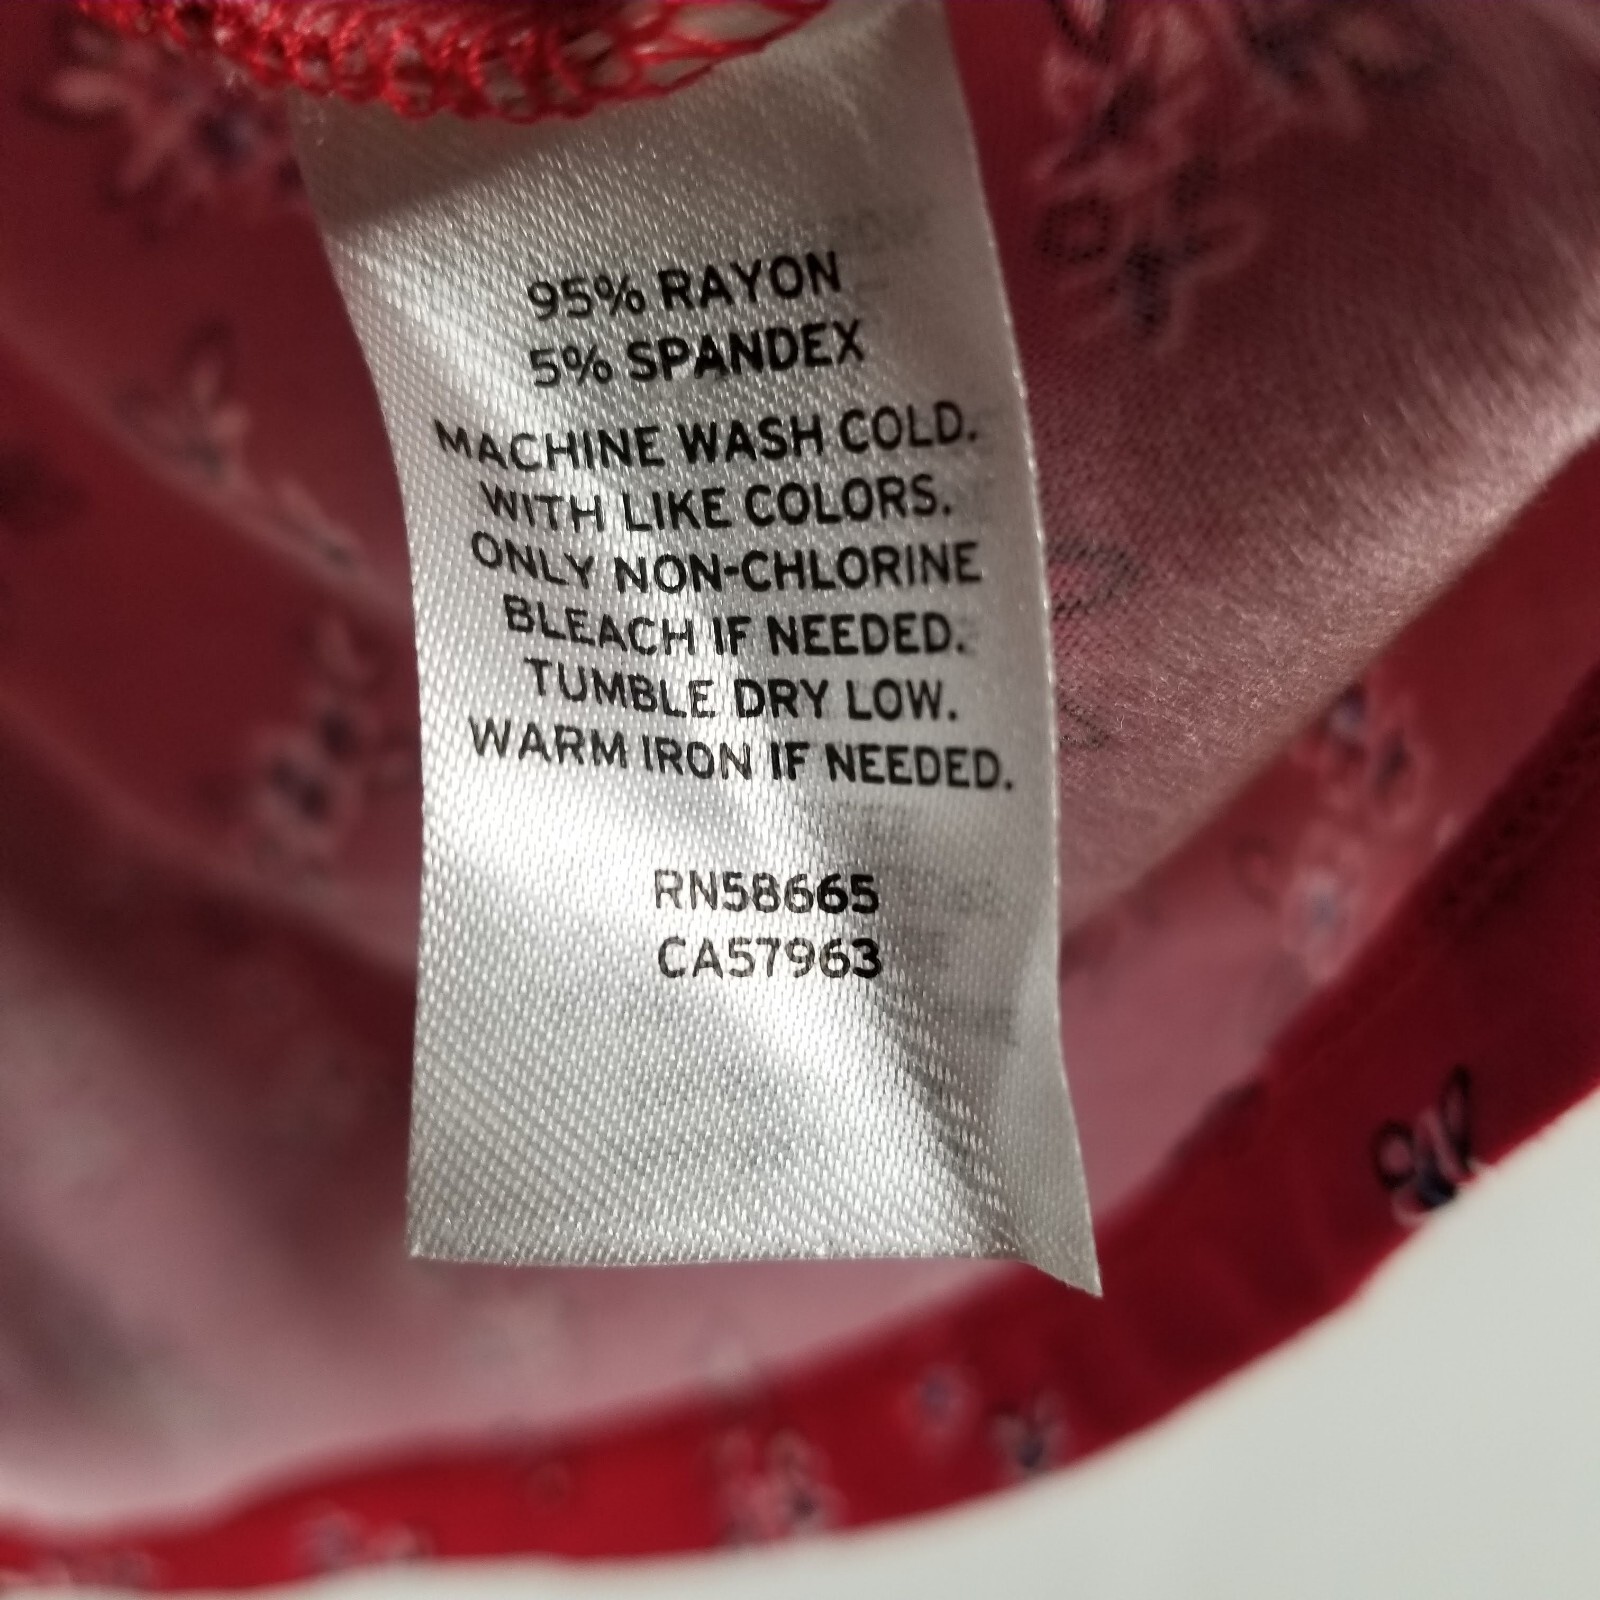 95% RAYON
5% SPANDEX
MACHINE WASH COLD.
WITH LIKE COLORS.
ONLY NON-CHLORINE
BLEACH IF NEEDED.
TUMBLE DRY LOW.
WARM IRON IF NEEDED.
RN58665
CA57963